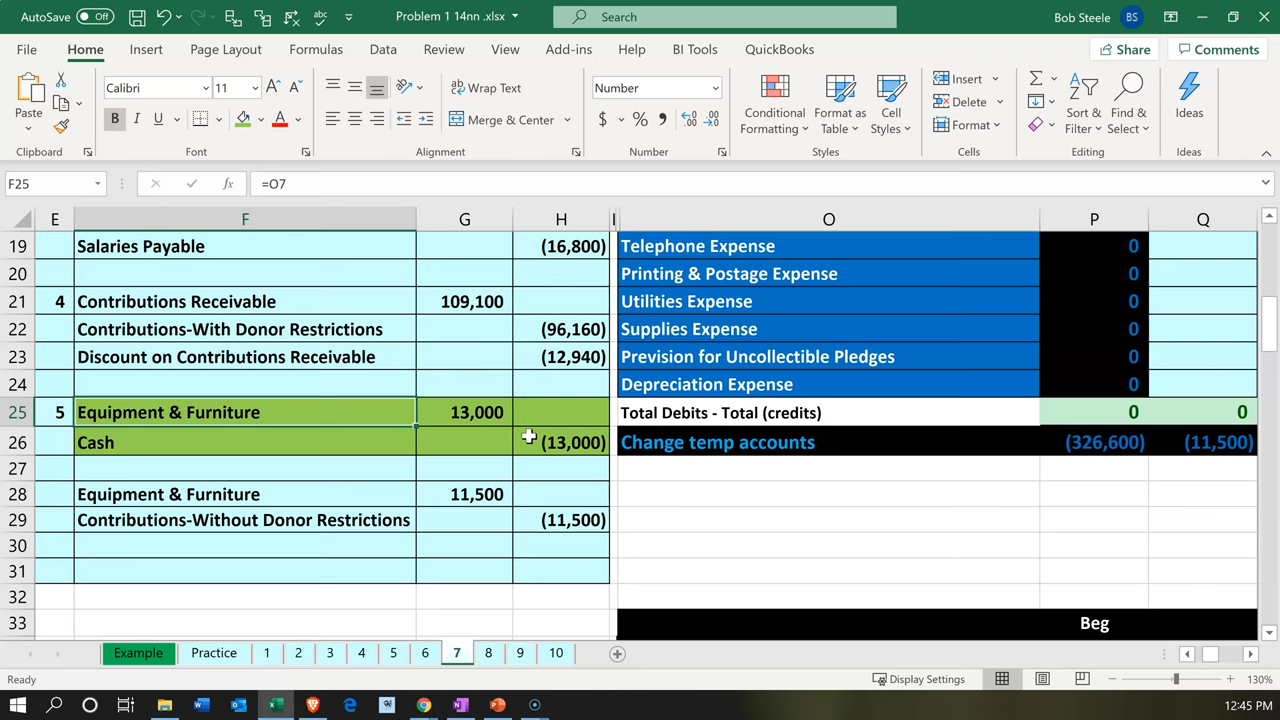 AutoSave Off Problem 1 14nn .xlsx Search Bob Steele BS
File Home Insert Page Layout Formulas Data Review View Add-ins Help BI Tools QuickBooks Share Comments
Calibri 11 Wrap Text Number Insert
Paste Merge & Center Conditional Formatting Format as Table Cell Styles Delete Sort & Filter Find & Select Ideas
Format
Clipboard Font Alignment Number Styles Cells Editing Ideas
F25 fx =O7
E F G H I O P Q
19 Salaries Payable (16,800) Telephone Expense 0
20 Printing & Postage Expense 0
21 4 Contributions Receivable 109,100 Utilities Expense 0
22 Contributions-With Donor Restrictions (96,160) Supplies Expense 0
23 Discount on Contributions Receivable (12,940) Prevision for Uncollectible Pledges 0
24 Depreciation Expense 0
25 5 Equipment & Furniture 13,000 Total Debits - Total (credits) 0 0
26 Cash (13,000) Change temp accounts (326,600) (11,500)
27
28 Equipment & Furniture 11,500
29 Contributions-Without Donor Restrictions (11,500)
30
31
32
33 Beg
Example Practice 1 2 3 4 5 6 7 8 9 10
Ready Display Settings 130%
12:45 PM